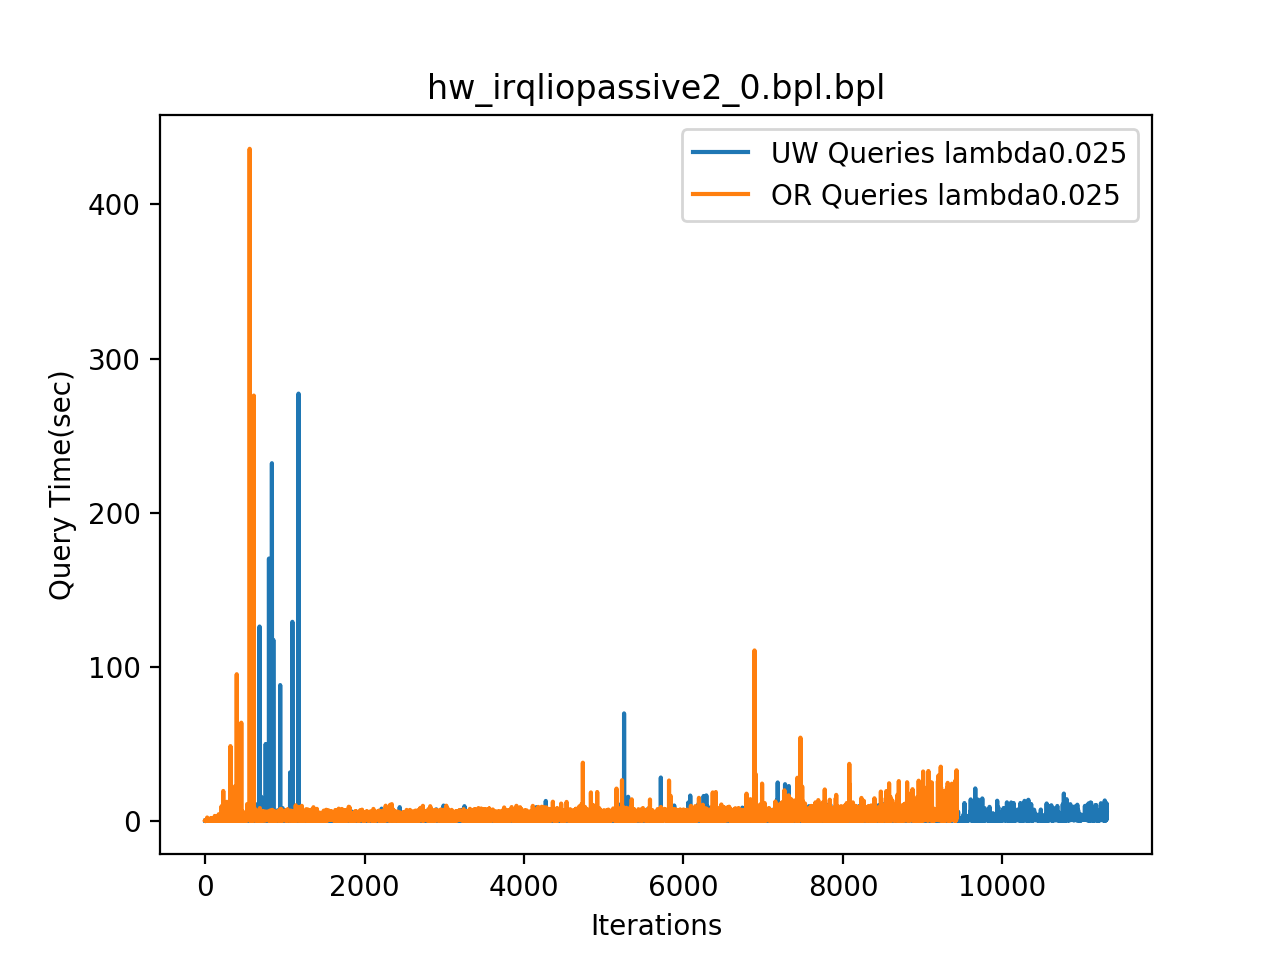 hw_irqliopassive2_0.bpl.bpl
UW Queries lambda0.025
OR Queries lambda0.025
Query Time(sec)
400
300
200
100
0
0 2000 4000 6000 8000 10000
Iterations